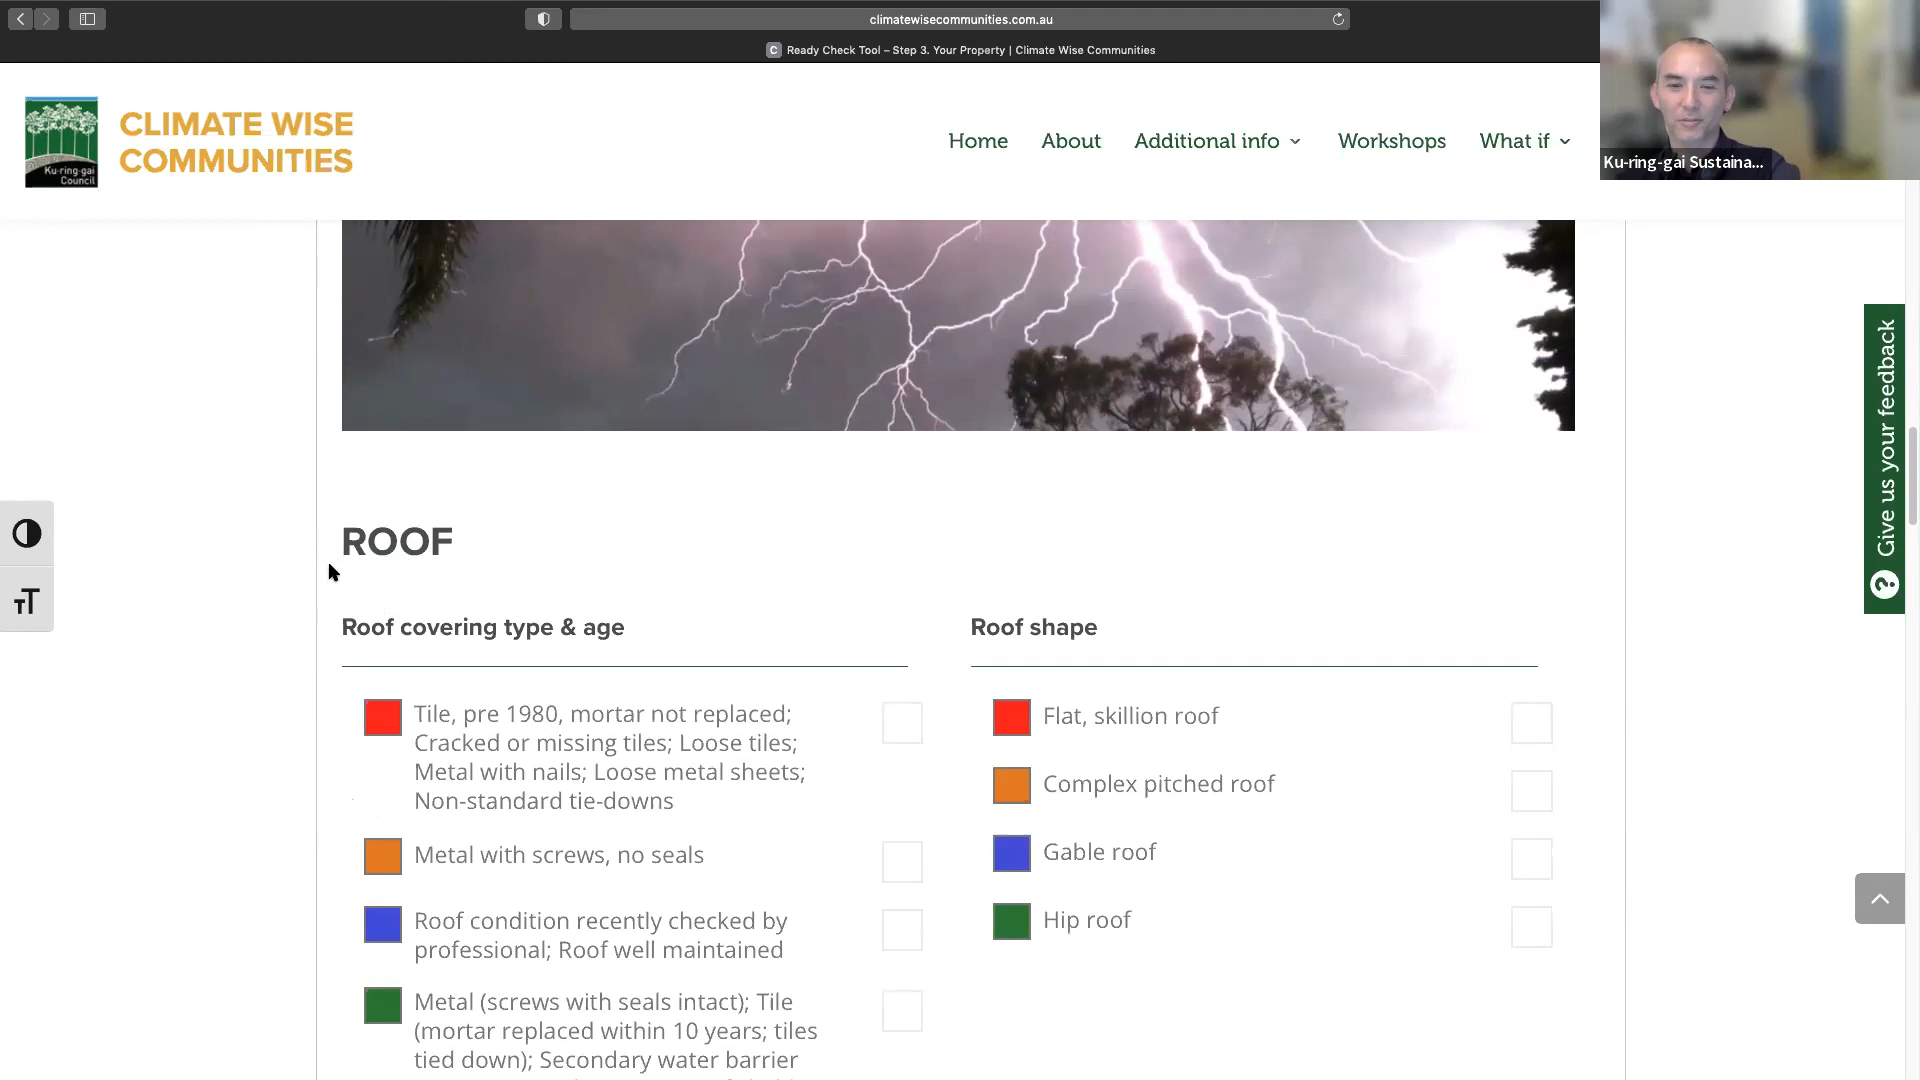 climatewisecommunities.com.au
C Ready Check Tool – Step 3. Your Property | Climate Wise Communities
Ku-ring-gai
Council
CLIMATE WISE
COMMUNITIES
Home About Additional info Workshops What if
Ku-ring-gai Sustaina...
Give us your feedback
ROOF
Roof covering type & age
Tile, pre 1980, mortar not replaced;
Cracked or missing tiles; Loose tiles;
Metal with nails; Loose metal sheets;
Non-standard tie-downs
Metal with screws, no seals
Roof condition recently checked by
professional; Roof well maintained
Metal (screws with seals intact); Tile
(mortar replaced within 10 years; tiles
tied down); Secondary water barrier
Roof shape
Flat, skillion roof
Complex pitched roof
Gable roof
Hip roof
TT